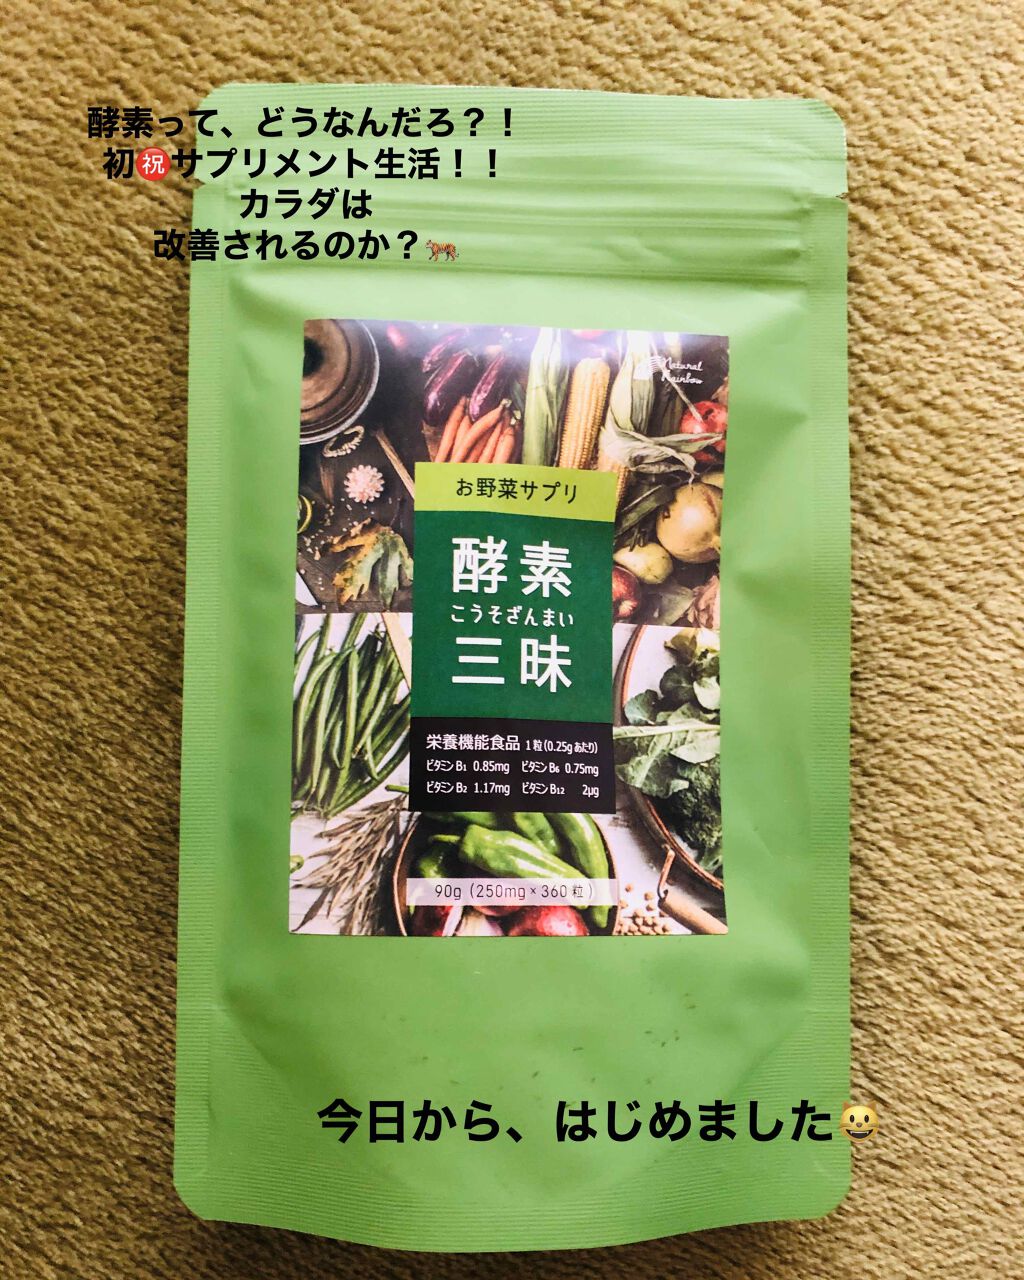 酵素って、どうなんだろ？！
初㊗️サプリメント生活！！
カラダは
改善されるのか？🐅
Natural
Rainbow
お野菜サプリ
酵素
こうそざんまい
三昧
栄養機能食品 1粒(0.25gあたり)
ビタミンB₁ 0.85mg ビタミンB₆ 0.75mg
ビタミンB₂ 1.17mg ビタミンB₁₂ 2μg
90g（250mg×360粒）
今日から、はじめました😺